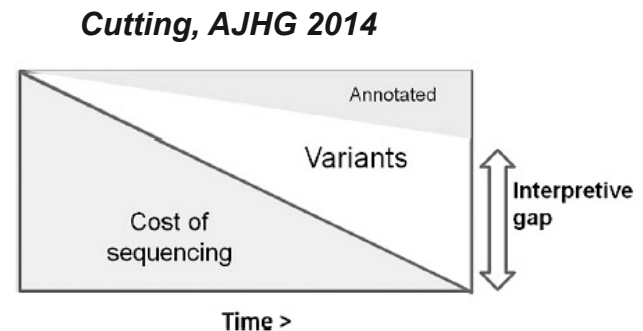 Cutting, AJHG 2014
Annotated
Variants
Interpretive
gap
Cost of
sequencing
Time >